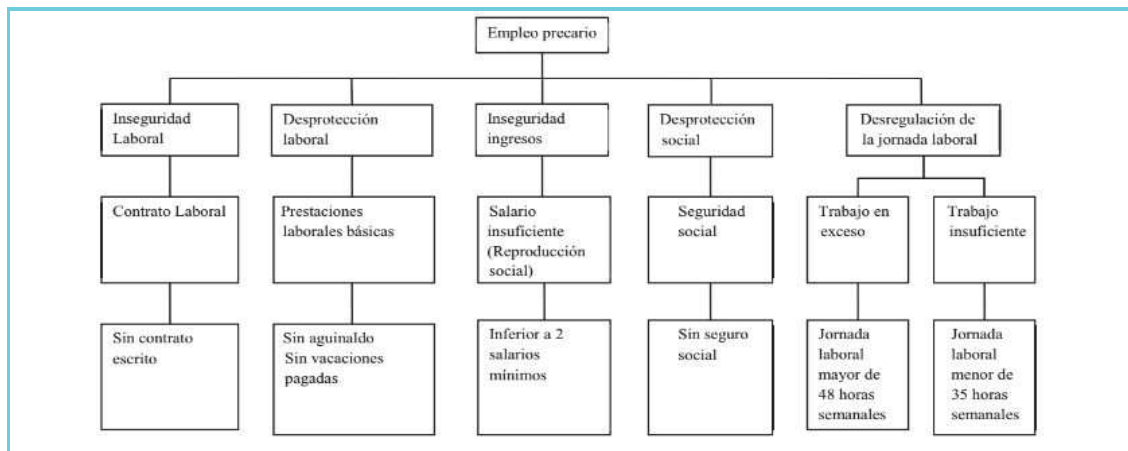 Empleo precario
Inseguridad
Laboral
Desprotección
laboral
Inseguridad
ingresos
Desprotección
social
Desregulación de
la jornada laboral
Contrato Laboral
Prestaciones
laborales básicas
Salario
insuficiente
(Reproducción
social)
Seguridad
social
Trabajo en
exceso
Trabajo
insuficiente
Sin contrato
escrito
Sin aguinaldo
Sin vacaciones
pagadas
Inferior a 2
salarios
mínimos
Sin seguro
social
Jornada
laboral
mayor de
48 horas
semanales
Jornada
laboral
menor de
35 horas
semanales